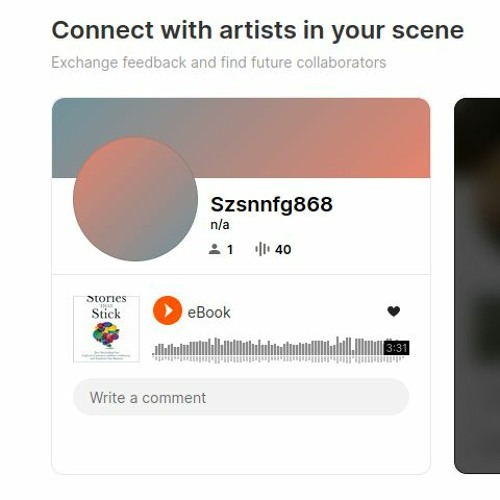 Connect with artists in your scene
Exchange feedback and find future collaborators
Szsnnfg868
n/a
1 40
Stories
THAT
Stick
eBook
3:31
Write a comment